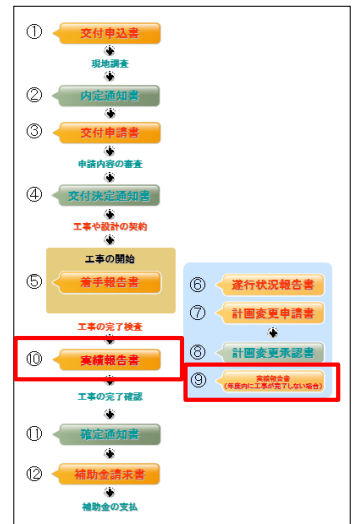 ① 交付申込書
現地調査
② 内定通知書
③ 交付申請書
申請内容の審査
④ 交付決定通知書
工事や設計の契約
工事の開始
⑤ 着手報告書
工事の完了検査
⑩ 実績報告書
工事の完了確認
⑪ 確定通知書
⑫ 補助金請求書
補助金の支払
⑥ 遂行状況報告書
⑦ 計画変更申請書
⑧ 計画変更承認書
⑨ 実績報告書
(年度内に工事が完了しない場合)